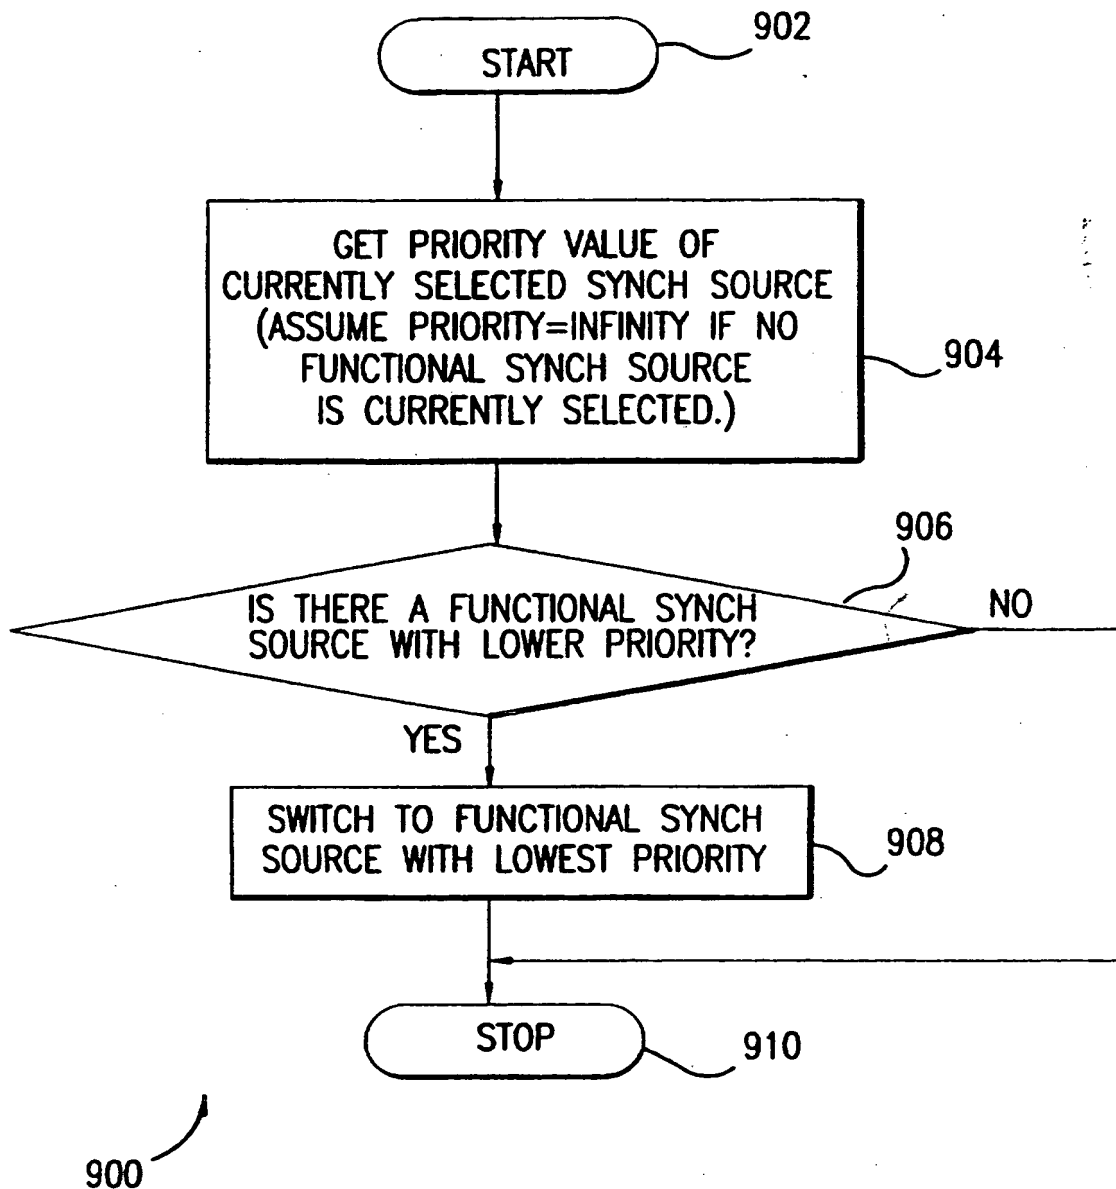 902
START
GET PRIORITY VALUE OF
CURRENTLY SELECTED SYNCH SOURCE
(ASSUME PRIORITY=INFINITY IF NO
FUNCTIONAL SYNCH SOURCE
IS CURRENTLY SELECTED.)
904
906
IS THERE A FUNCTIONAL SYNCH
SOURCE WITH LOWER PRIORITY?
NO
YES
SWITCH TO FUNCTIONAL SYNCH
SOURCE WITH LOWEST PRIORITY
908
STOP
910
900